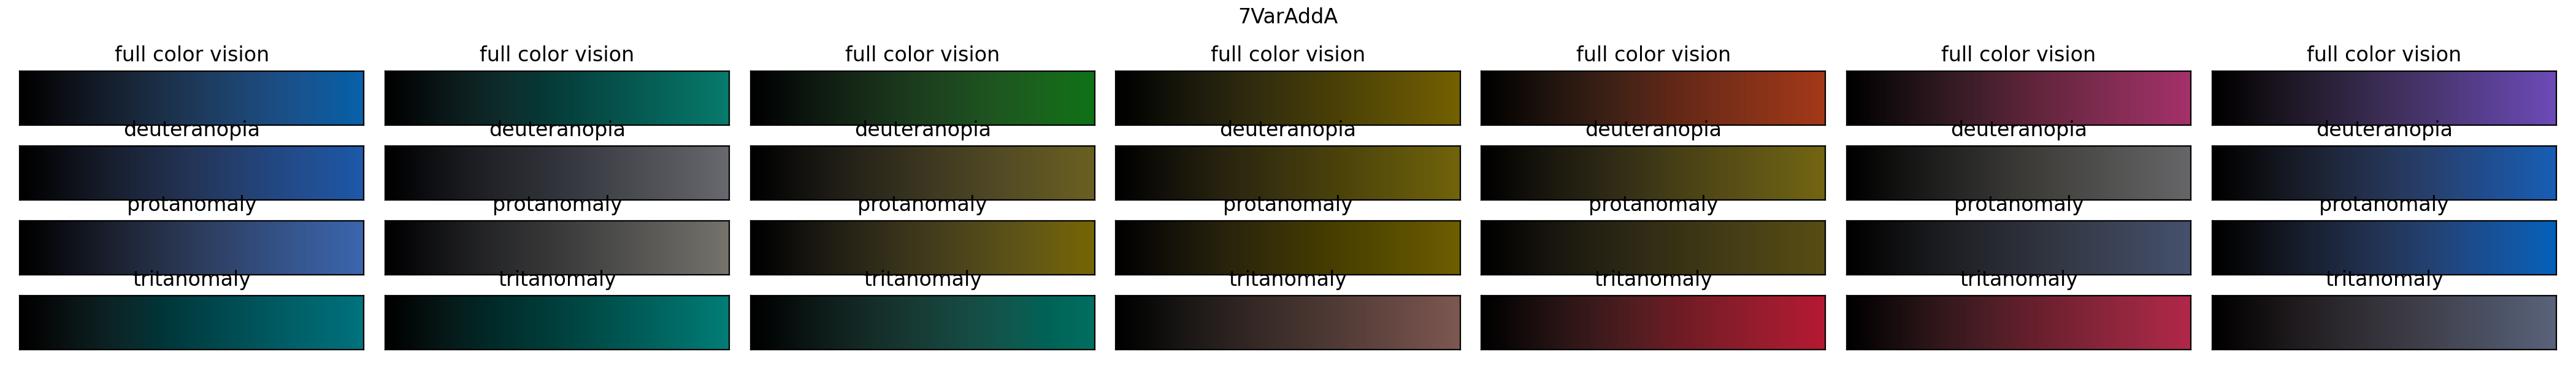 7VarAddA
full color vision full color vision full color vision full color vision full color vision full color vision full color vision
deuteranopia deuteranopia deuteranopia deuteranopia deuteranopia deuteranopia deuteranopia
protanomaly protanomaly protanomaly protanomaly protanomaly protanomaly protanomaly
tritanomaly tritanomaly tritanomaly tritanomaly tritanomaly tritanomaly tritanomaly